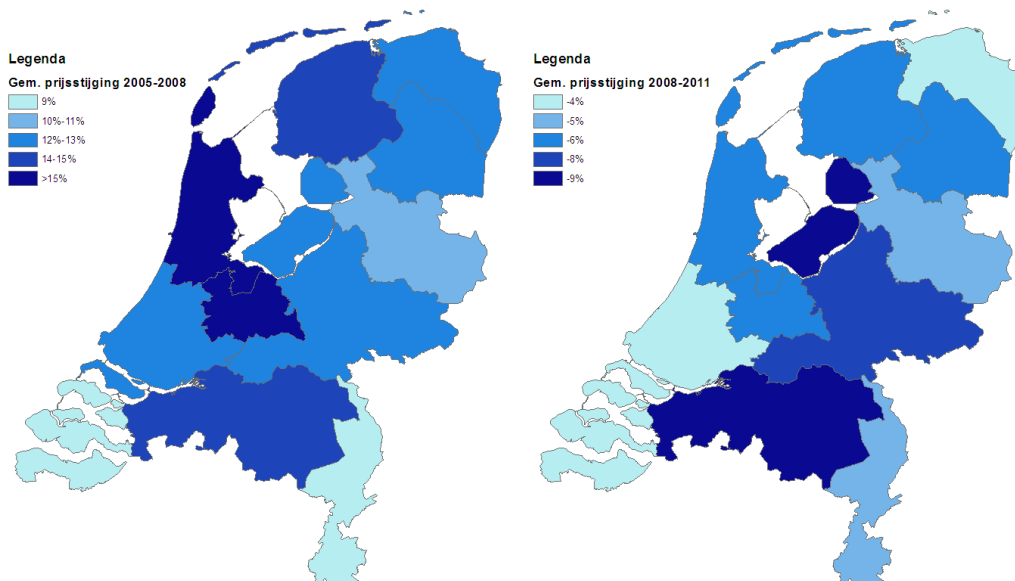 Legenda
Gem. prijsstijging 2005-2008
9%
10%-11%
12%-13%
14-15%
>15%
Legenda
Gem. prijsstijging 2008-2011
-4%
-5%
-6%
-8%
-9%